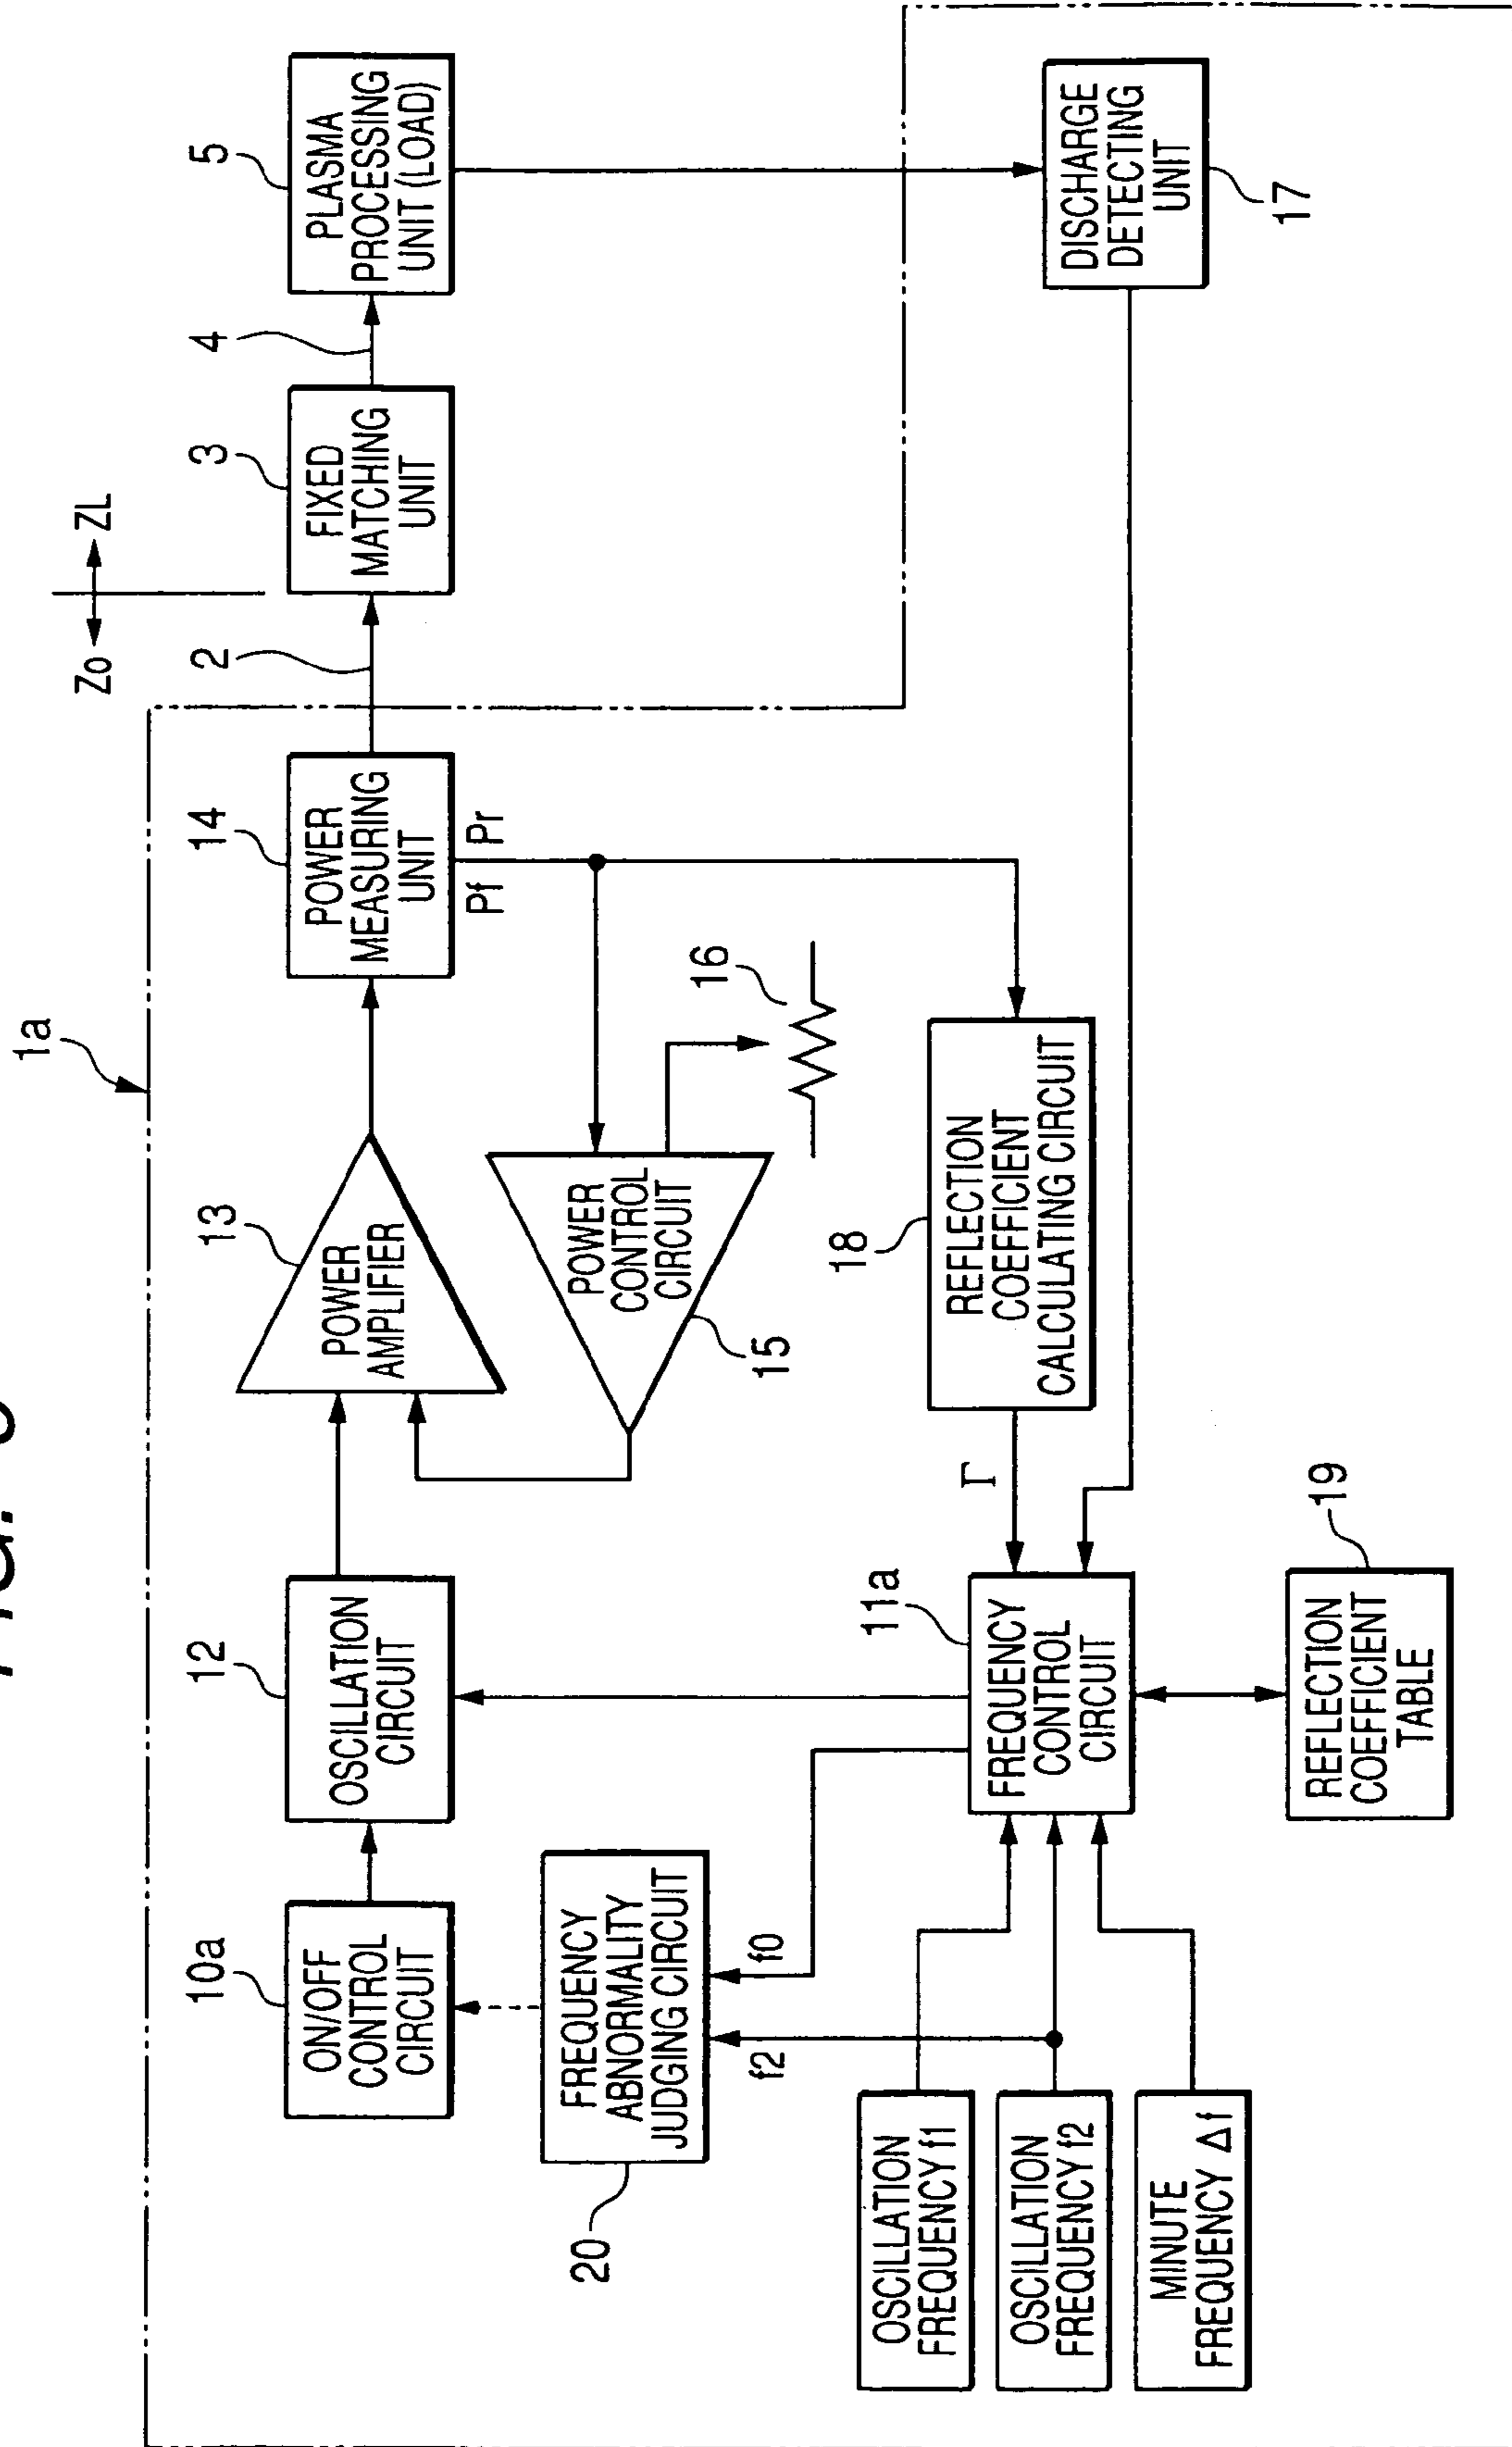 1a
Zo
ZL
10a
ON/OFF
CONTROL
CIRCUIT
12
OSCILLATION
CIRCUIT
13
POWER
AMPLIFIER
14
POWER
MEASURING
UNIT
2
3
FIXED
MATCHING
UNIT
4
5
PLASMA
PROCESSING
UNIT (LOAD)
Pf
Pr
20
FREQUENCY
ABNORMALITY
JUDGING CIRCUIT
f2
f0
POWER
CONTROL
CIRCUIT
15
16
OSCILLATION
FREQUENCY f1
OSCILLATION
FREQUENCY f2
MINUTE
FREQUENCY Δf
11a
FREQUENCY
CONTROL
CIRCUIT
Γ
18
REFLECTION
COEFFICIENT
CALCULATING CIRCUIT
DISCHARGE
DETECTING
UNIT
17
19
REFLECTION
COEFFICIENT
TABLE